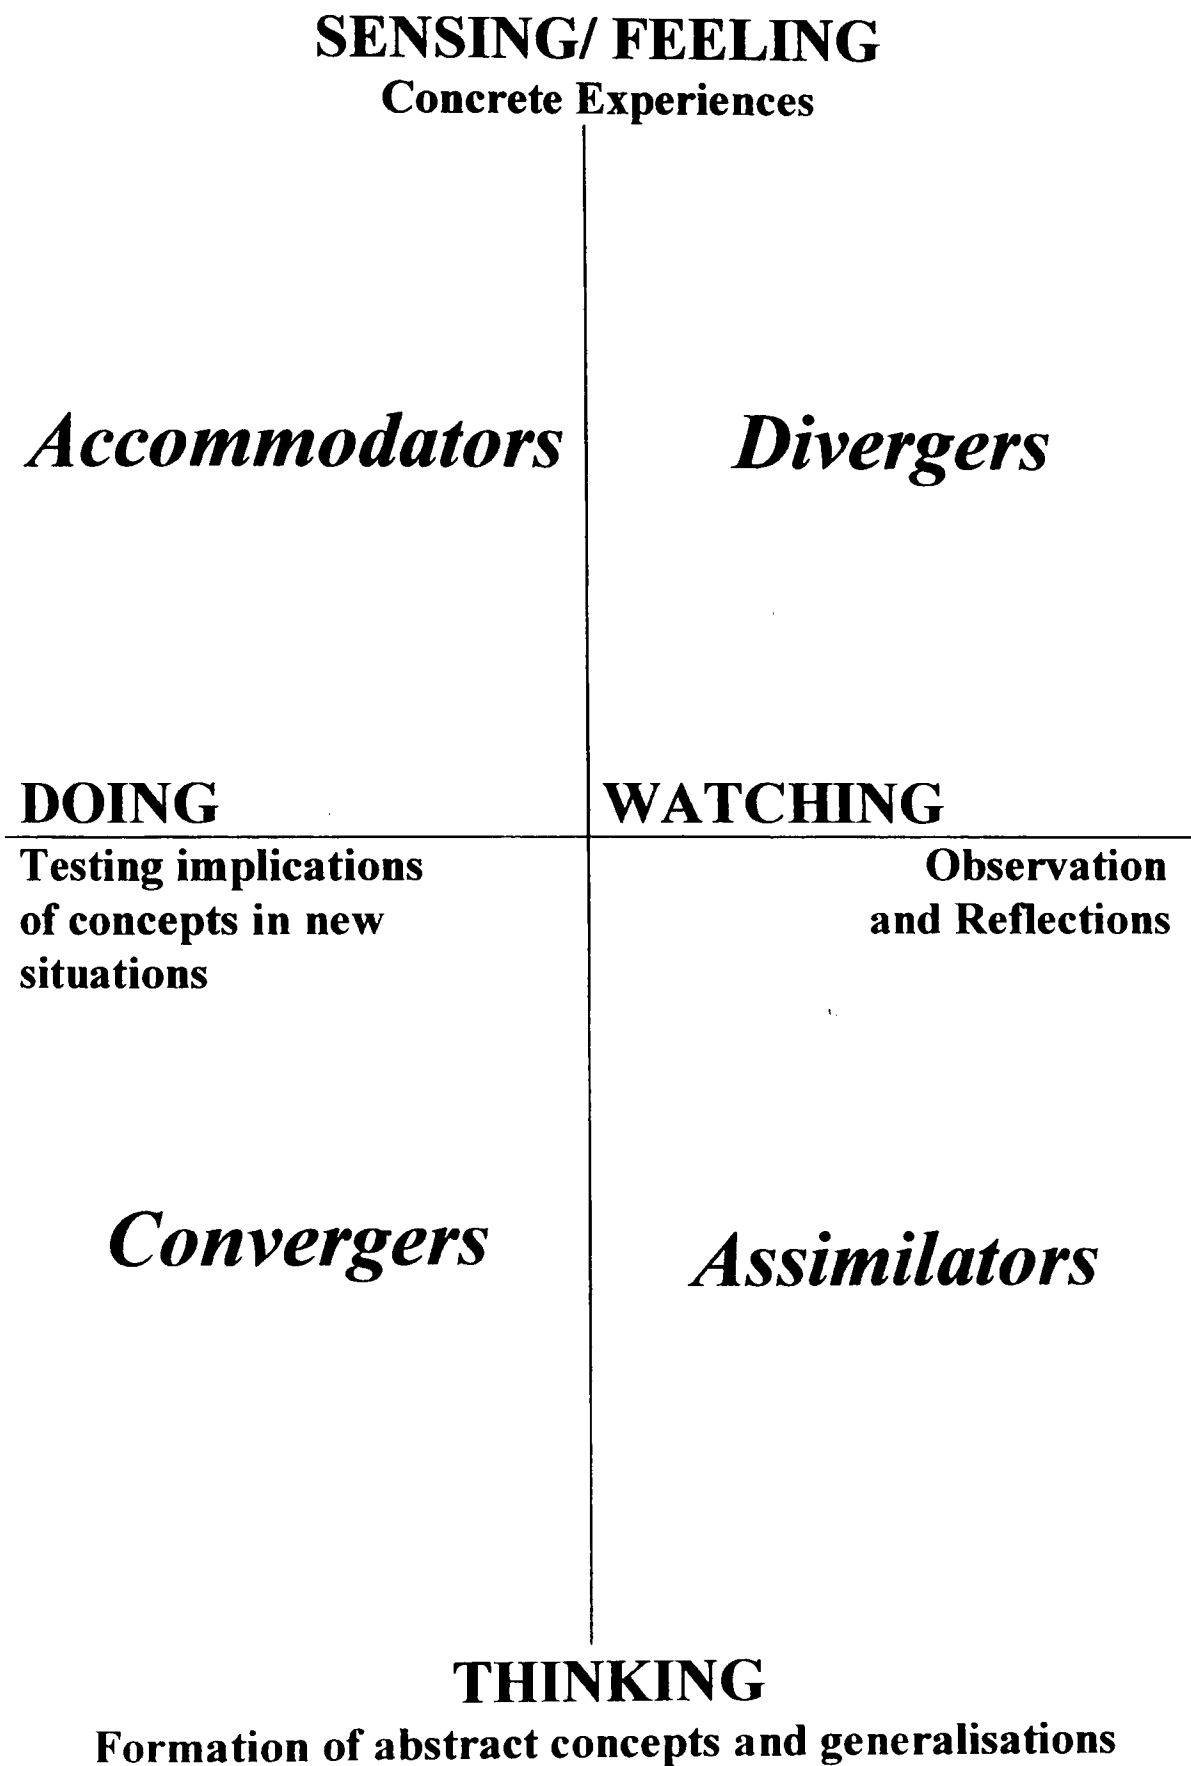 SENSING/ FEELING
Concrete Experiences
Accommodators
Divergers
DOING
WATCHING
Testing implications
of concepts in new
situations
Observation
and Reflections
Convergers
Assimilators
THINKING
Formation of abstract concepts and generalisations